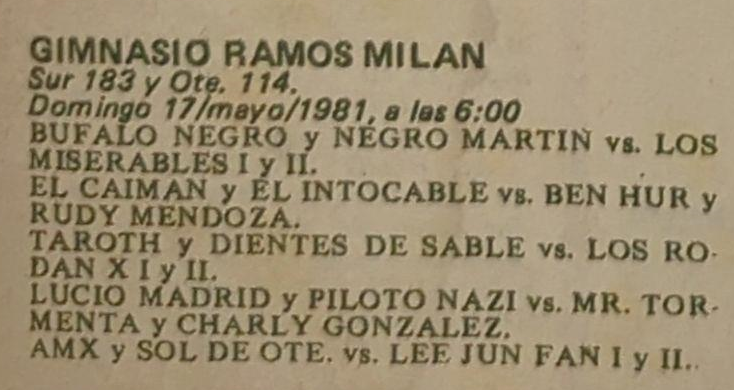 GIMNASIO RAMOS MILAN
Sur 183 y Ote. 114.
Domingo 17/mayo/1981, a las 6:00
BUFALO NEGRO y NEGRO MARTIN vs. LOS
MISERABLES I y II.
EL CAIMAN y EL INTOCABLE vs. BEN HUR y
RUDY MENDOZA.
TAROTH y DIENTES DE SABLE vs. LOS RO-
DAN X I y II.
LUCIO MADRID y PILOTO NAZI vs. MR. TOR-
MENTA y CHARLY GONZALEZ.
AMX y SOL DE OTE. vs. LEE JUN FAN I y II..